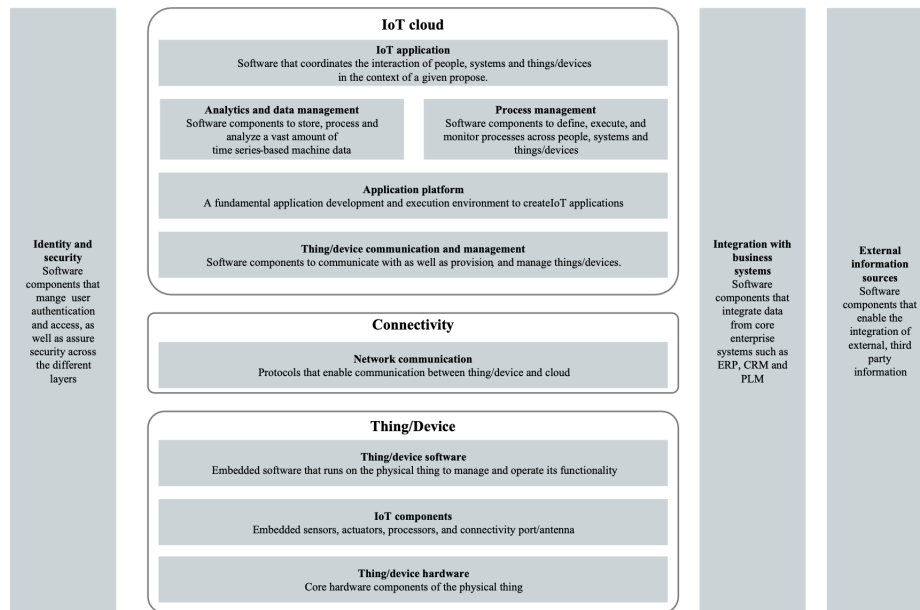 IoT cloud
IoT application
Software that coordinates the interaction of people, systems and things/devices
in the context of a given propose.
Analytics and data management
Software components to store, process and
analyze a vast amount of
time series-based machine data
Process management
Software components to define, execute, and
monitor processes across people, systems and
things/devices
Application platform
A fundamental application development and execution environment to createIoT applications
Thing/device communication and management
Software components to communicate with as well as provision, and manage things/devices.
Connectivity
Network communication
Protocols that enable communication between thing/device and cloud
Thing/Device
Thing/device software
Embedded software that runs on the physical thing to manage and operate its functionality
IoT components
Embedded sensors, actuators, processors, and connectivity port/antenna
Thing/device hardware
Core hardware components of the physical thing
Identity and
security
Software
components that
mange user
authentication
and access, as
well as assure
security across
the different
layers
Integration with
business
systems
Software
components that
integrate data
from core
enterprise
systems such as
ERP, CRM and
PLM
External
information
sources
Software
components that
enable the
integration of
external, third
party
information